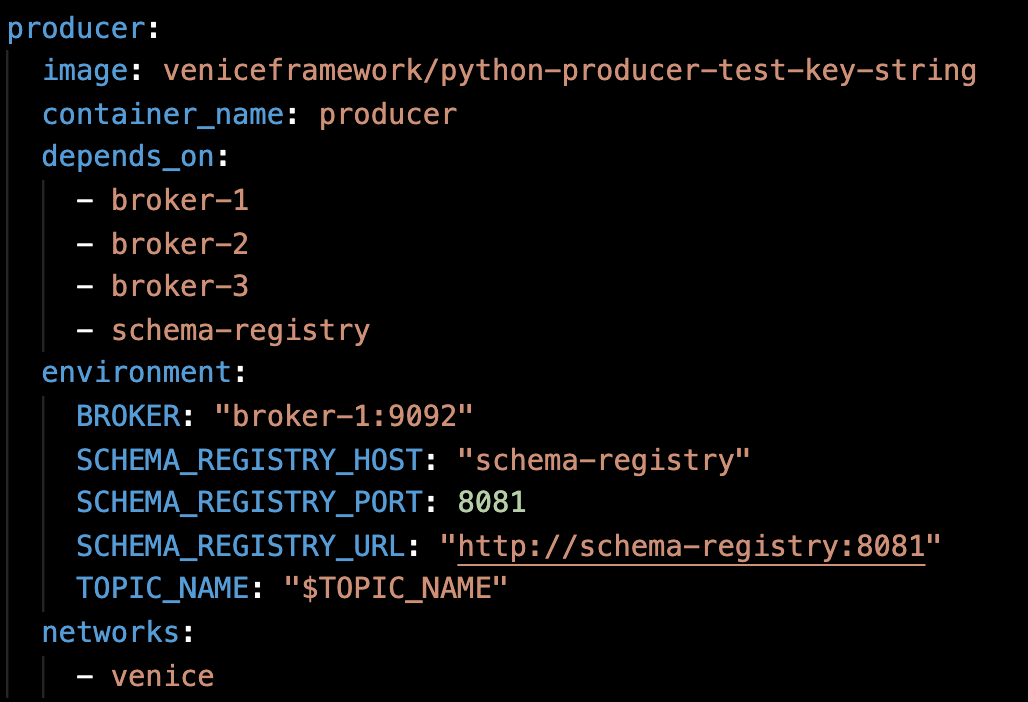 producer:
  image: veniceframework/python-producer-test-key-string
  container_name: producer
  depends_on:
    - broker-1
    - broker-2
    - broker-3
    - schema-registry
  environment:
    BROKER: "broker-1:9092"
    SCHEMA_REGISTRY_HOST: "schema-registry"
    SCHEMA_REGISTRY_PORT: 8081
    SCHEMA_REGISTRY_URL: "http://schema-registry:8081"
    TOPIC_NAME: "$TOPIC_NAME"
  networks:
    - venice